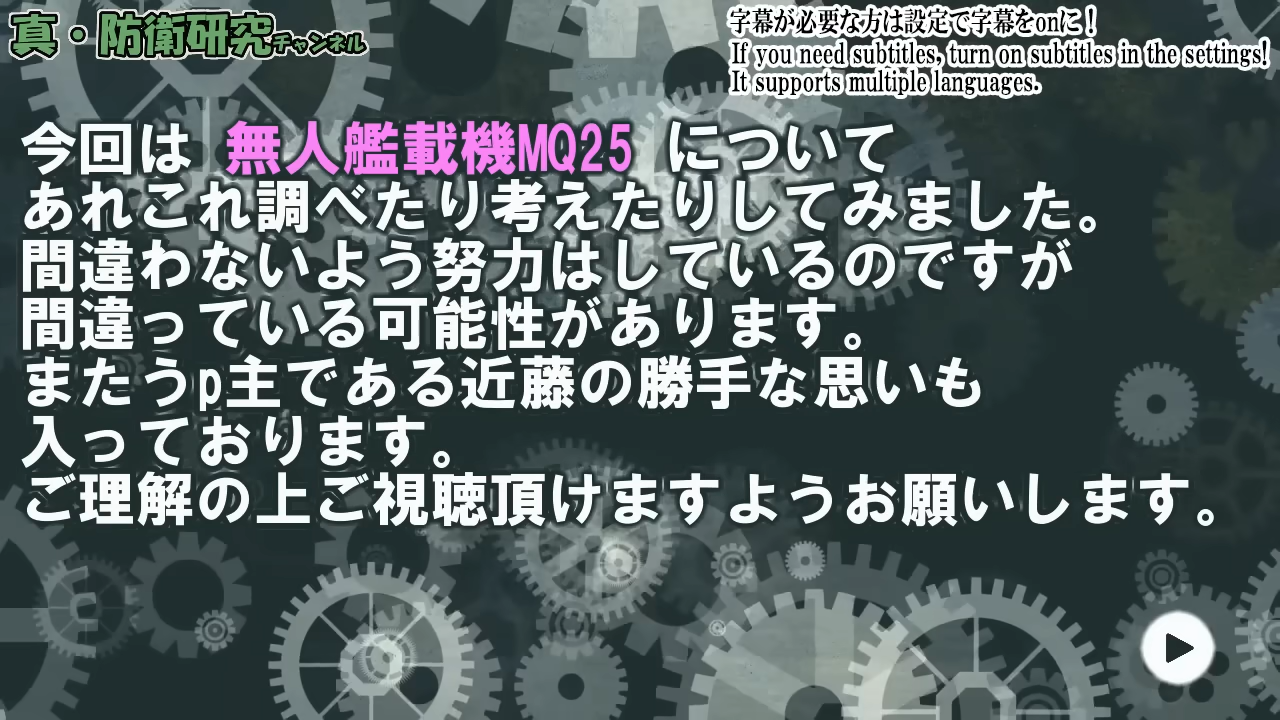 真・防衛研究チャンネル
字幕が必要な方は設定で字幕をonに！
If you need subtitles, turn on subtitles in the settings!
It supports multiple languages.
今回は 無人艦載機MQ25 について
あれこれ調べたり考えたりしてみました。
間違わないよう努力はしているのですが
間違っている可能性があります。
またうp主である近藤の勝手な思いも
入っております。
ご理解の上ご視聴頂けますようお願いします。